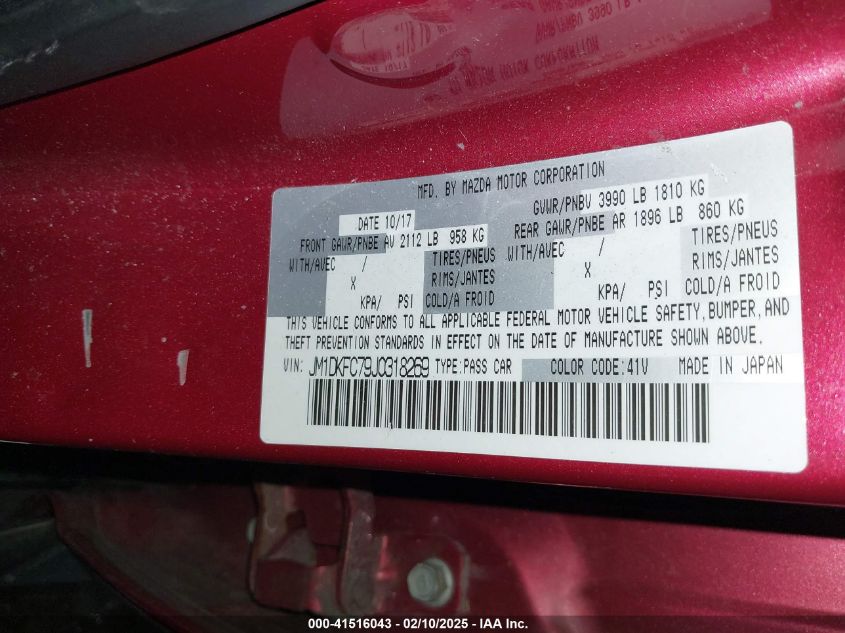 MFD. BY MAZDA MOTOR CORPORATION
DATE 10/17 GVWR/PNBV 3990 LB 1810 KG
FRONT GAWR/PNBE AV 2112 LB 958 KG REAR GAWR/PNBE AR 1896 LB 860 KG
WITH/AVEC / TIRES/PNEUS WITH/AVEC / TIRES/PNEUS
X RIMS/JANTES X RIMS/JANTES
KPA/ PSI COLD/A FROID KPA/ PSI COLD/A FROID
THIS VEHICLE CONFORMS TO ALL APPLICABLE FEDERAL MOTOR VEHICLE SAFETY, BUMPER, AND
THEFT PREVENTION STANDARDS IN EFFECT ON THE DATE OF MANUFACTURE SHOWN ABOVE.
VIN: JM1DKFC79J0318269 TYPE:PASS CAR COLOR CODE:41V MADE IN JAPAN
000-41516043 — 02/10/2025 — IAA Inc.